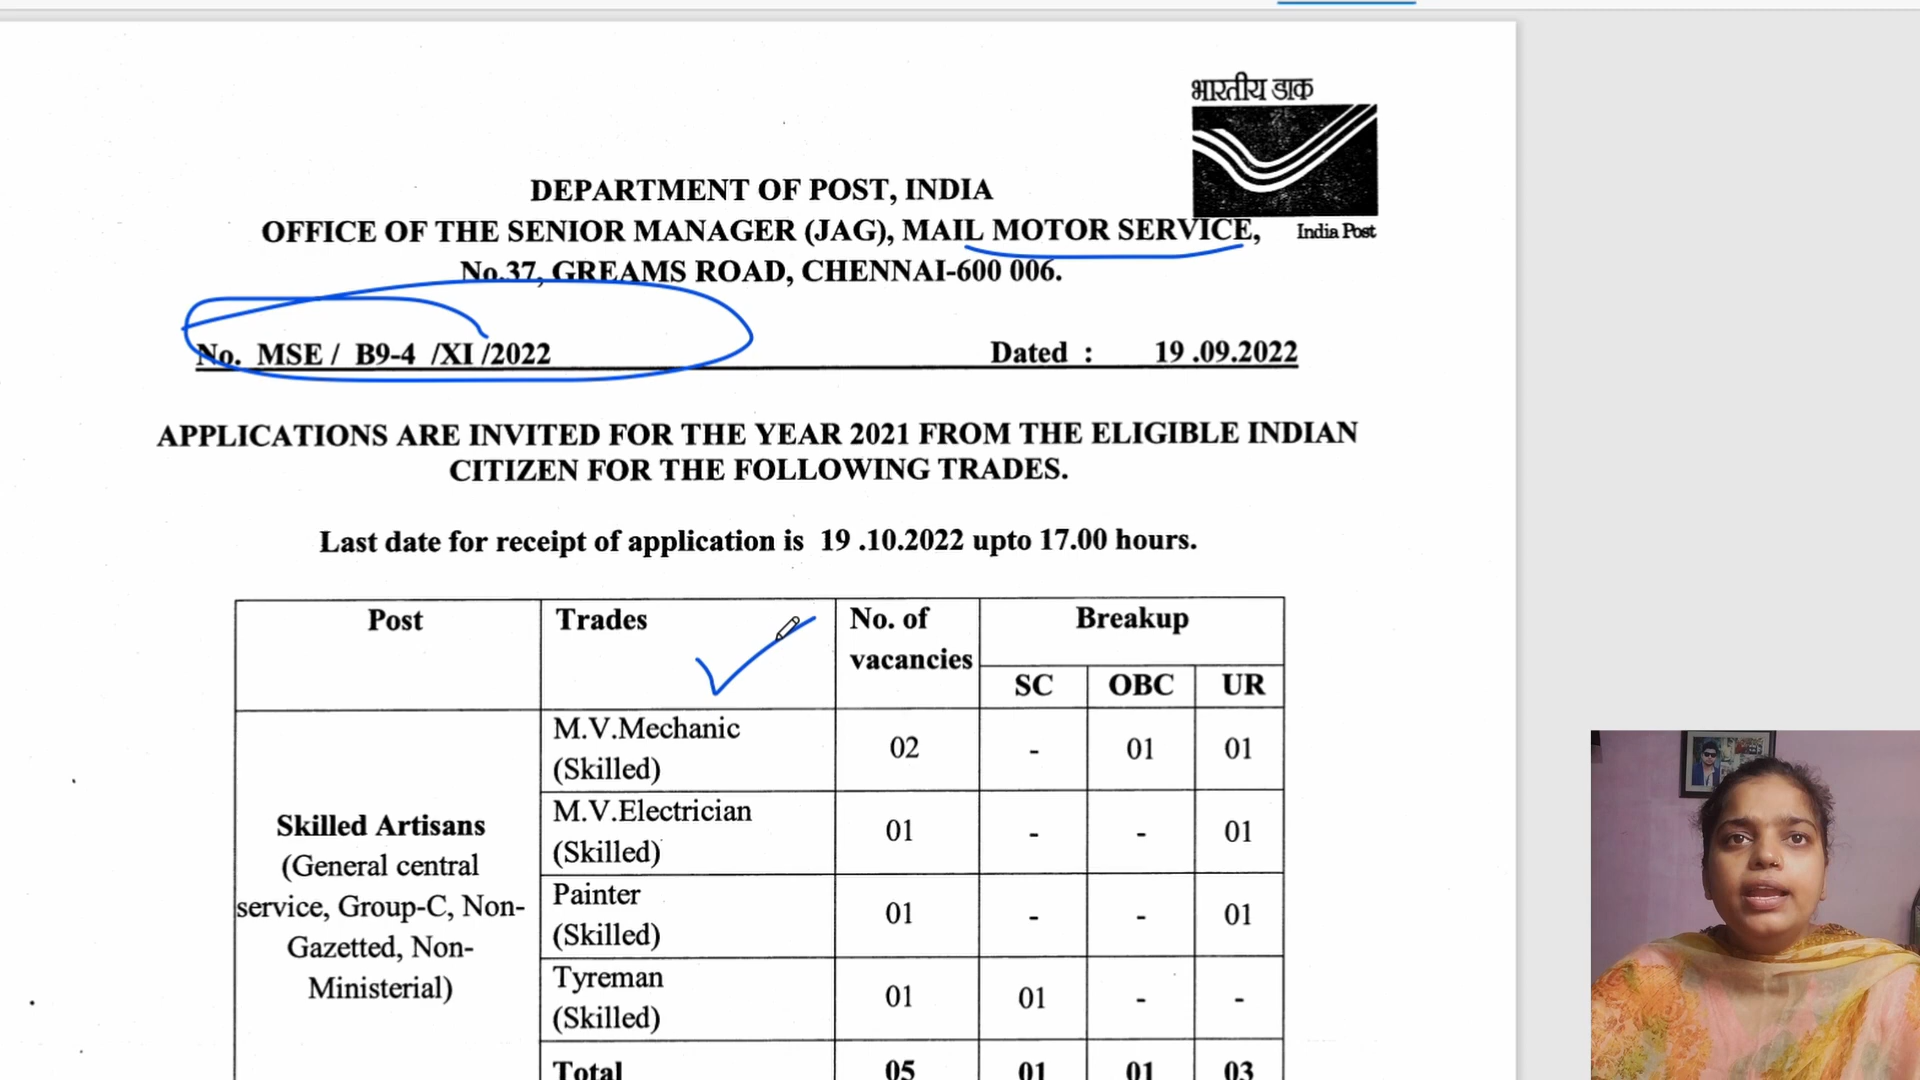 भारतीय डाक
DEPARTMENT OF POST, INDIA
OFFICE OF THE SENIOR MANAGER (JAG), MAIL MOTOR SERVICE,
India Post
No.37, GREAMS ROAD, CHENNAI-600 006.
No. MSE / B9-4 /XI /2022 Dated : 19 .09.2022
APPLICATIONS ARE INVITED FOR THE YEAR 2021 FROM THE ELIGIBLE INDIAN
CITIZEN FOR THE FOLLOWING TRADES.
Last date for receipt of application is 19 .10.2022 upto 17.00 hours.
Post Trades No. of vacancies Breakup
SC OBC UR
Skilled Artisans
(General central
service, Group-C, Non-
Gazetted, Non-
Ministerial)
M.V.Mechanic
(Skilled) 02 - 01 01
M.V.Electrician
(Skilled) 01 - - 01
Painter
(Skilled) 01 - - 01
Tyreman
(Skilled) 01 01 - -
Total 05 01 01 03